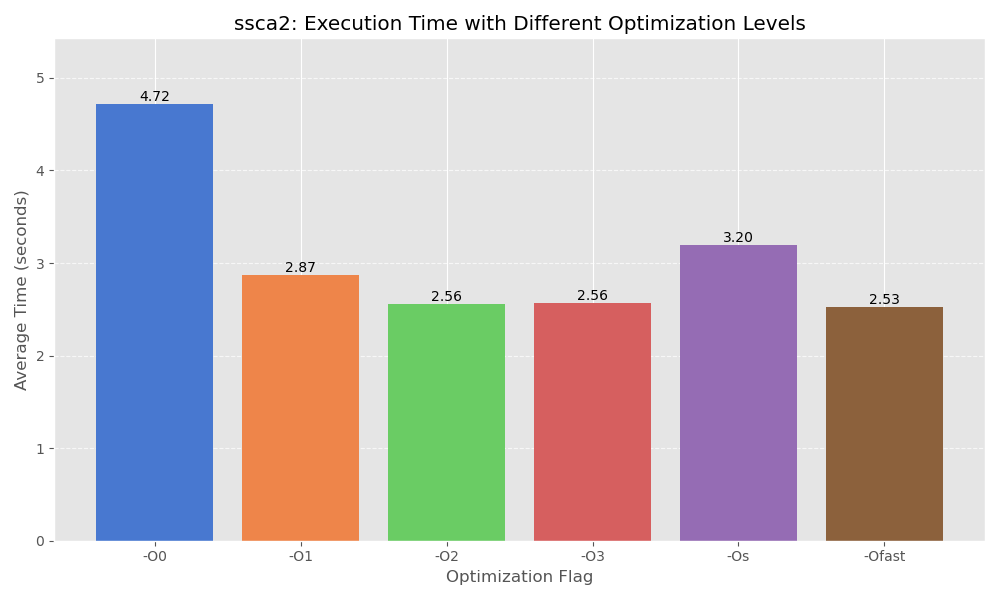 ssca2: Execution Time with Different Optimization Levels
Average Time (seconds)
5
4
3
2
1
0
4.72
2.87
2.56
2.56
3.20
2.53
-O0
-O1
-O2
-O3
-Os
-Ofast
Optimization Flag